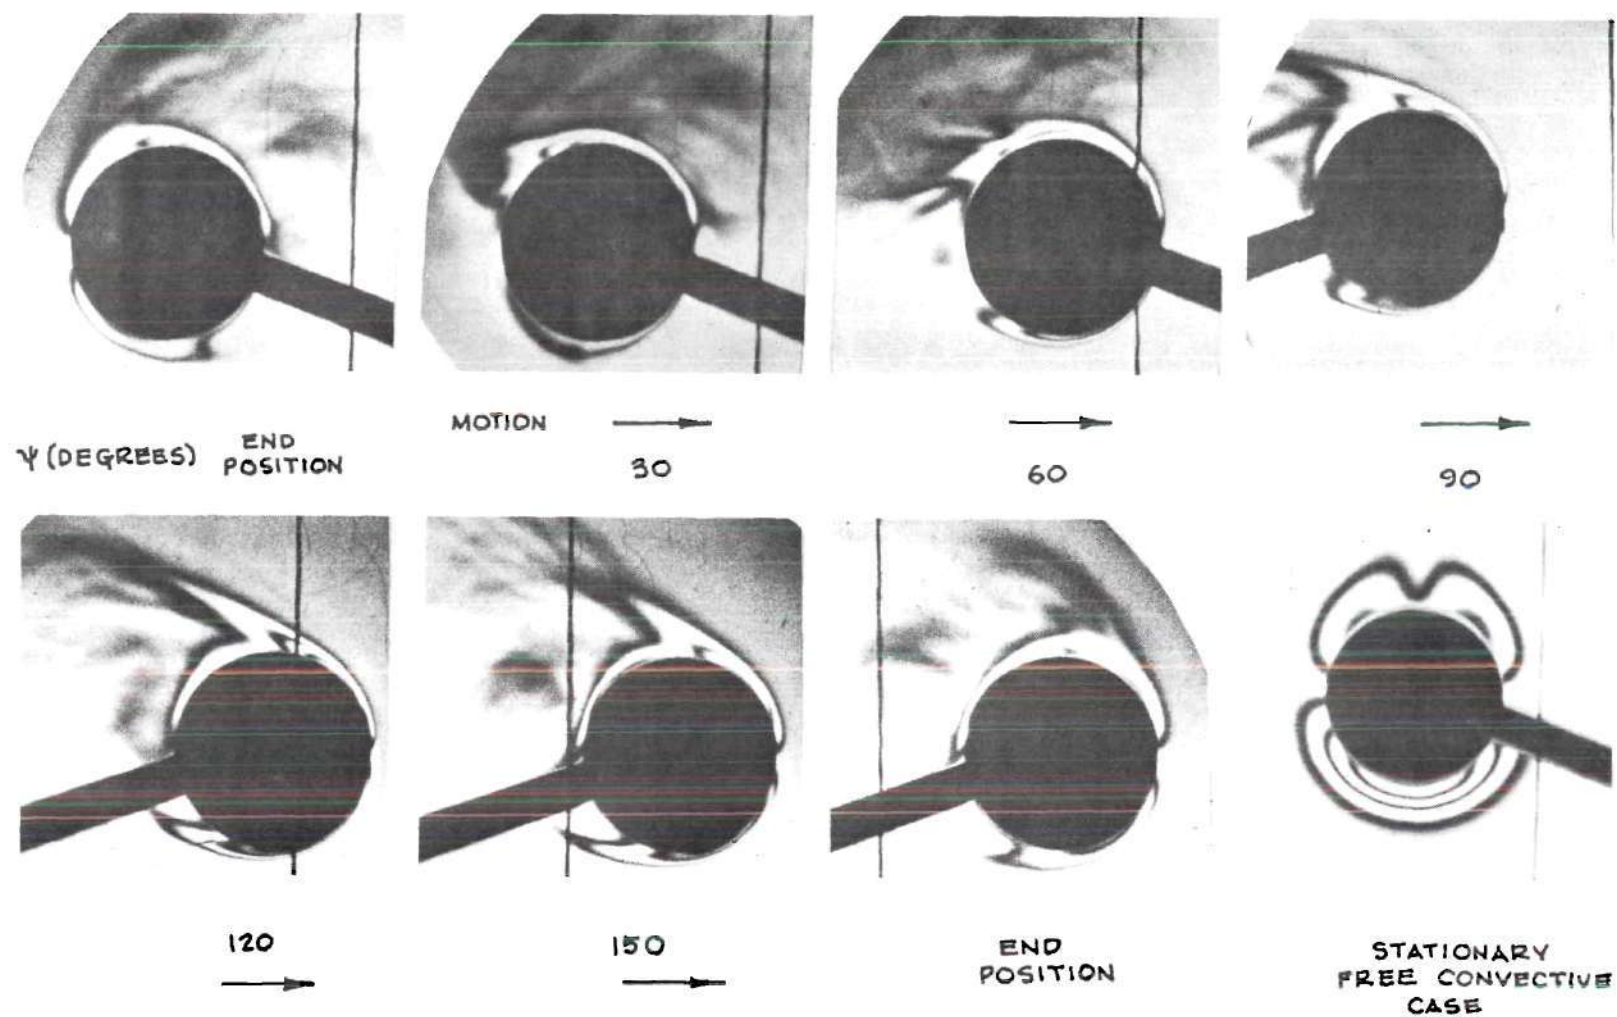 MOTION
Ψ (DEGREES) END
POSITION
30
60
90
120
150
END
POSITION
STATIONARY
FREE CONVECTIVE
CASE